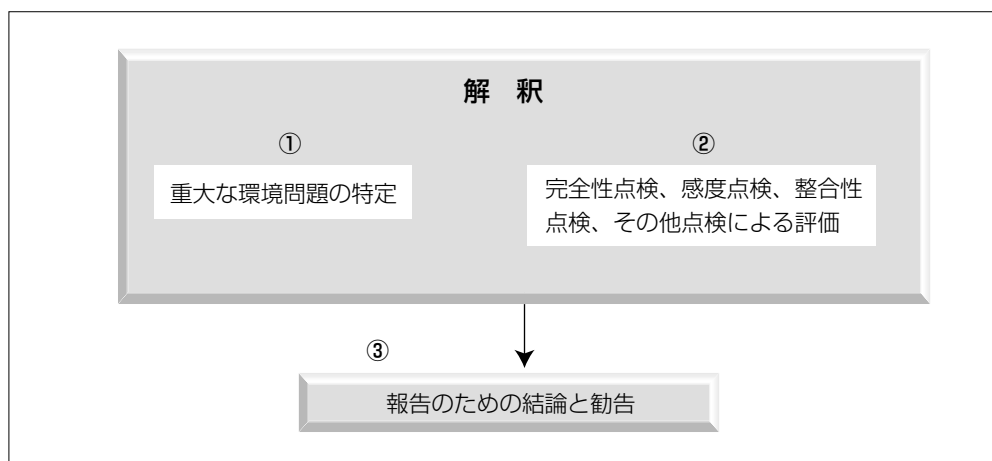 解 釈
①
重大な環境問題の特定
②
完全性点検、感度点検、整合性
点検、その他点検による評価
③
報告のための結論と勧告